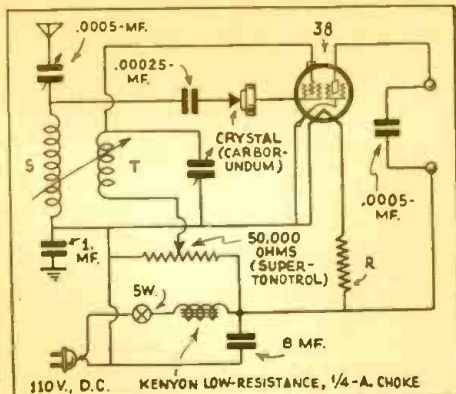 .0005-
MF.
38
.00025-
MF.
S
T
CRYSTAL
(CARBOR-
UNDUM)
.0005-
MF.
1.
MF.
50,000
OHMS
(SUPER-
TONOTROL)
R
5W.
8 MF.
110 V., D.C.
KENYON LOW-RESISTANCE, 1/4-A. CHOKE